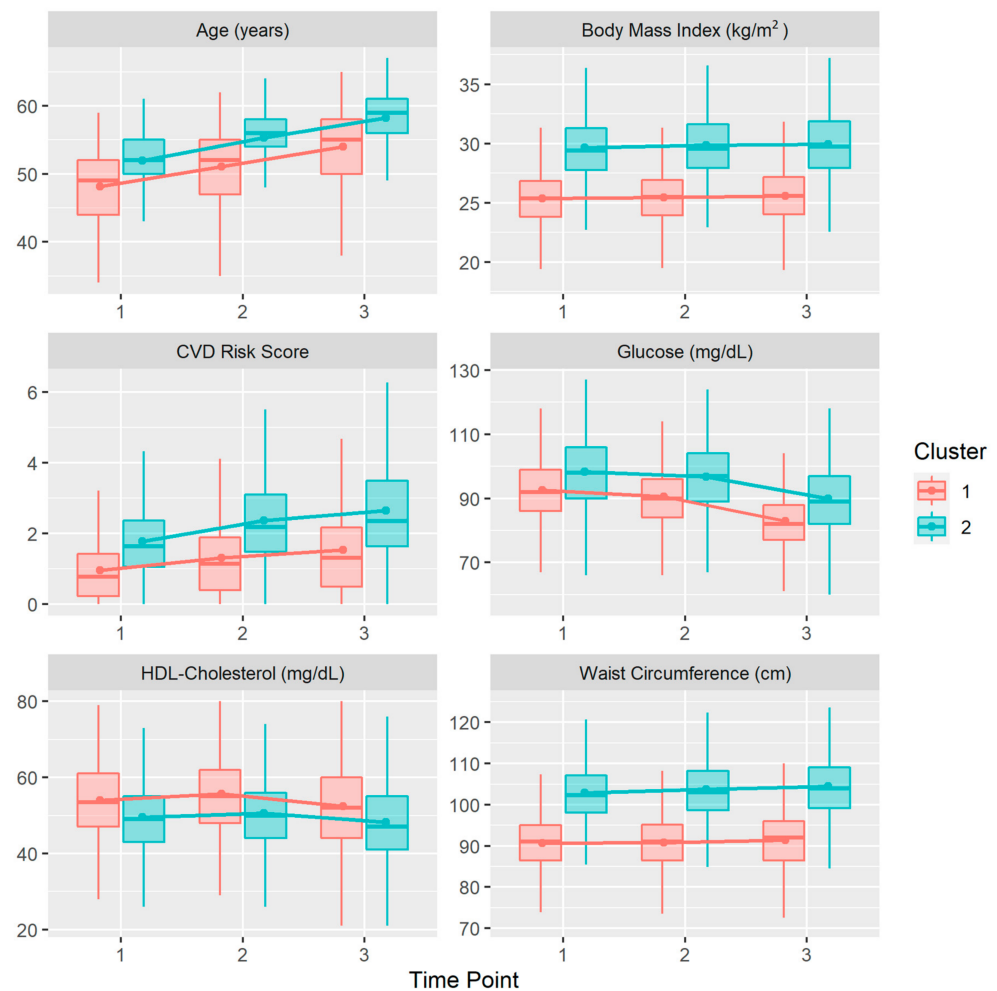 Age (years)
Body Mass Index (kg/m²)
60
50
40
35
30
25
20
1 2 3
1 2 3
CVD Risk Score
Glucose (mg/dL)
6
4
2
0
130
110
90
70
1 2 3
1 2 3
HDL-Cholesterol (mg/dL)
Waist Circumference (cm)
80
60
40
20
120
110
100
90
80
70
1 2 3
1 2 3
Time Point
Cluster
1
2